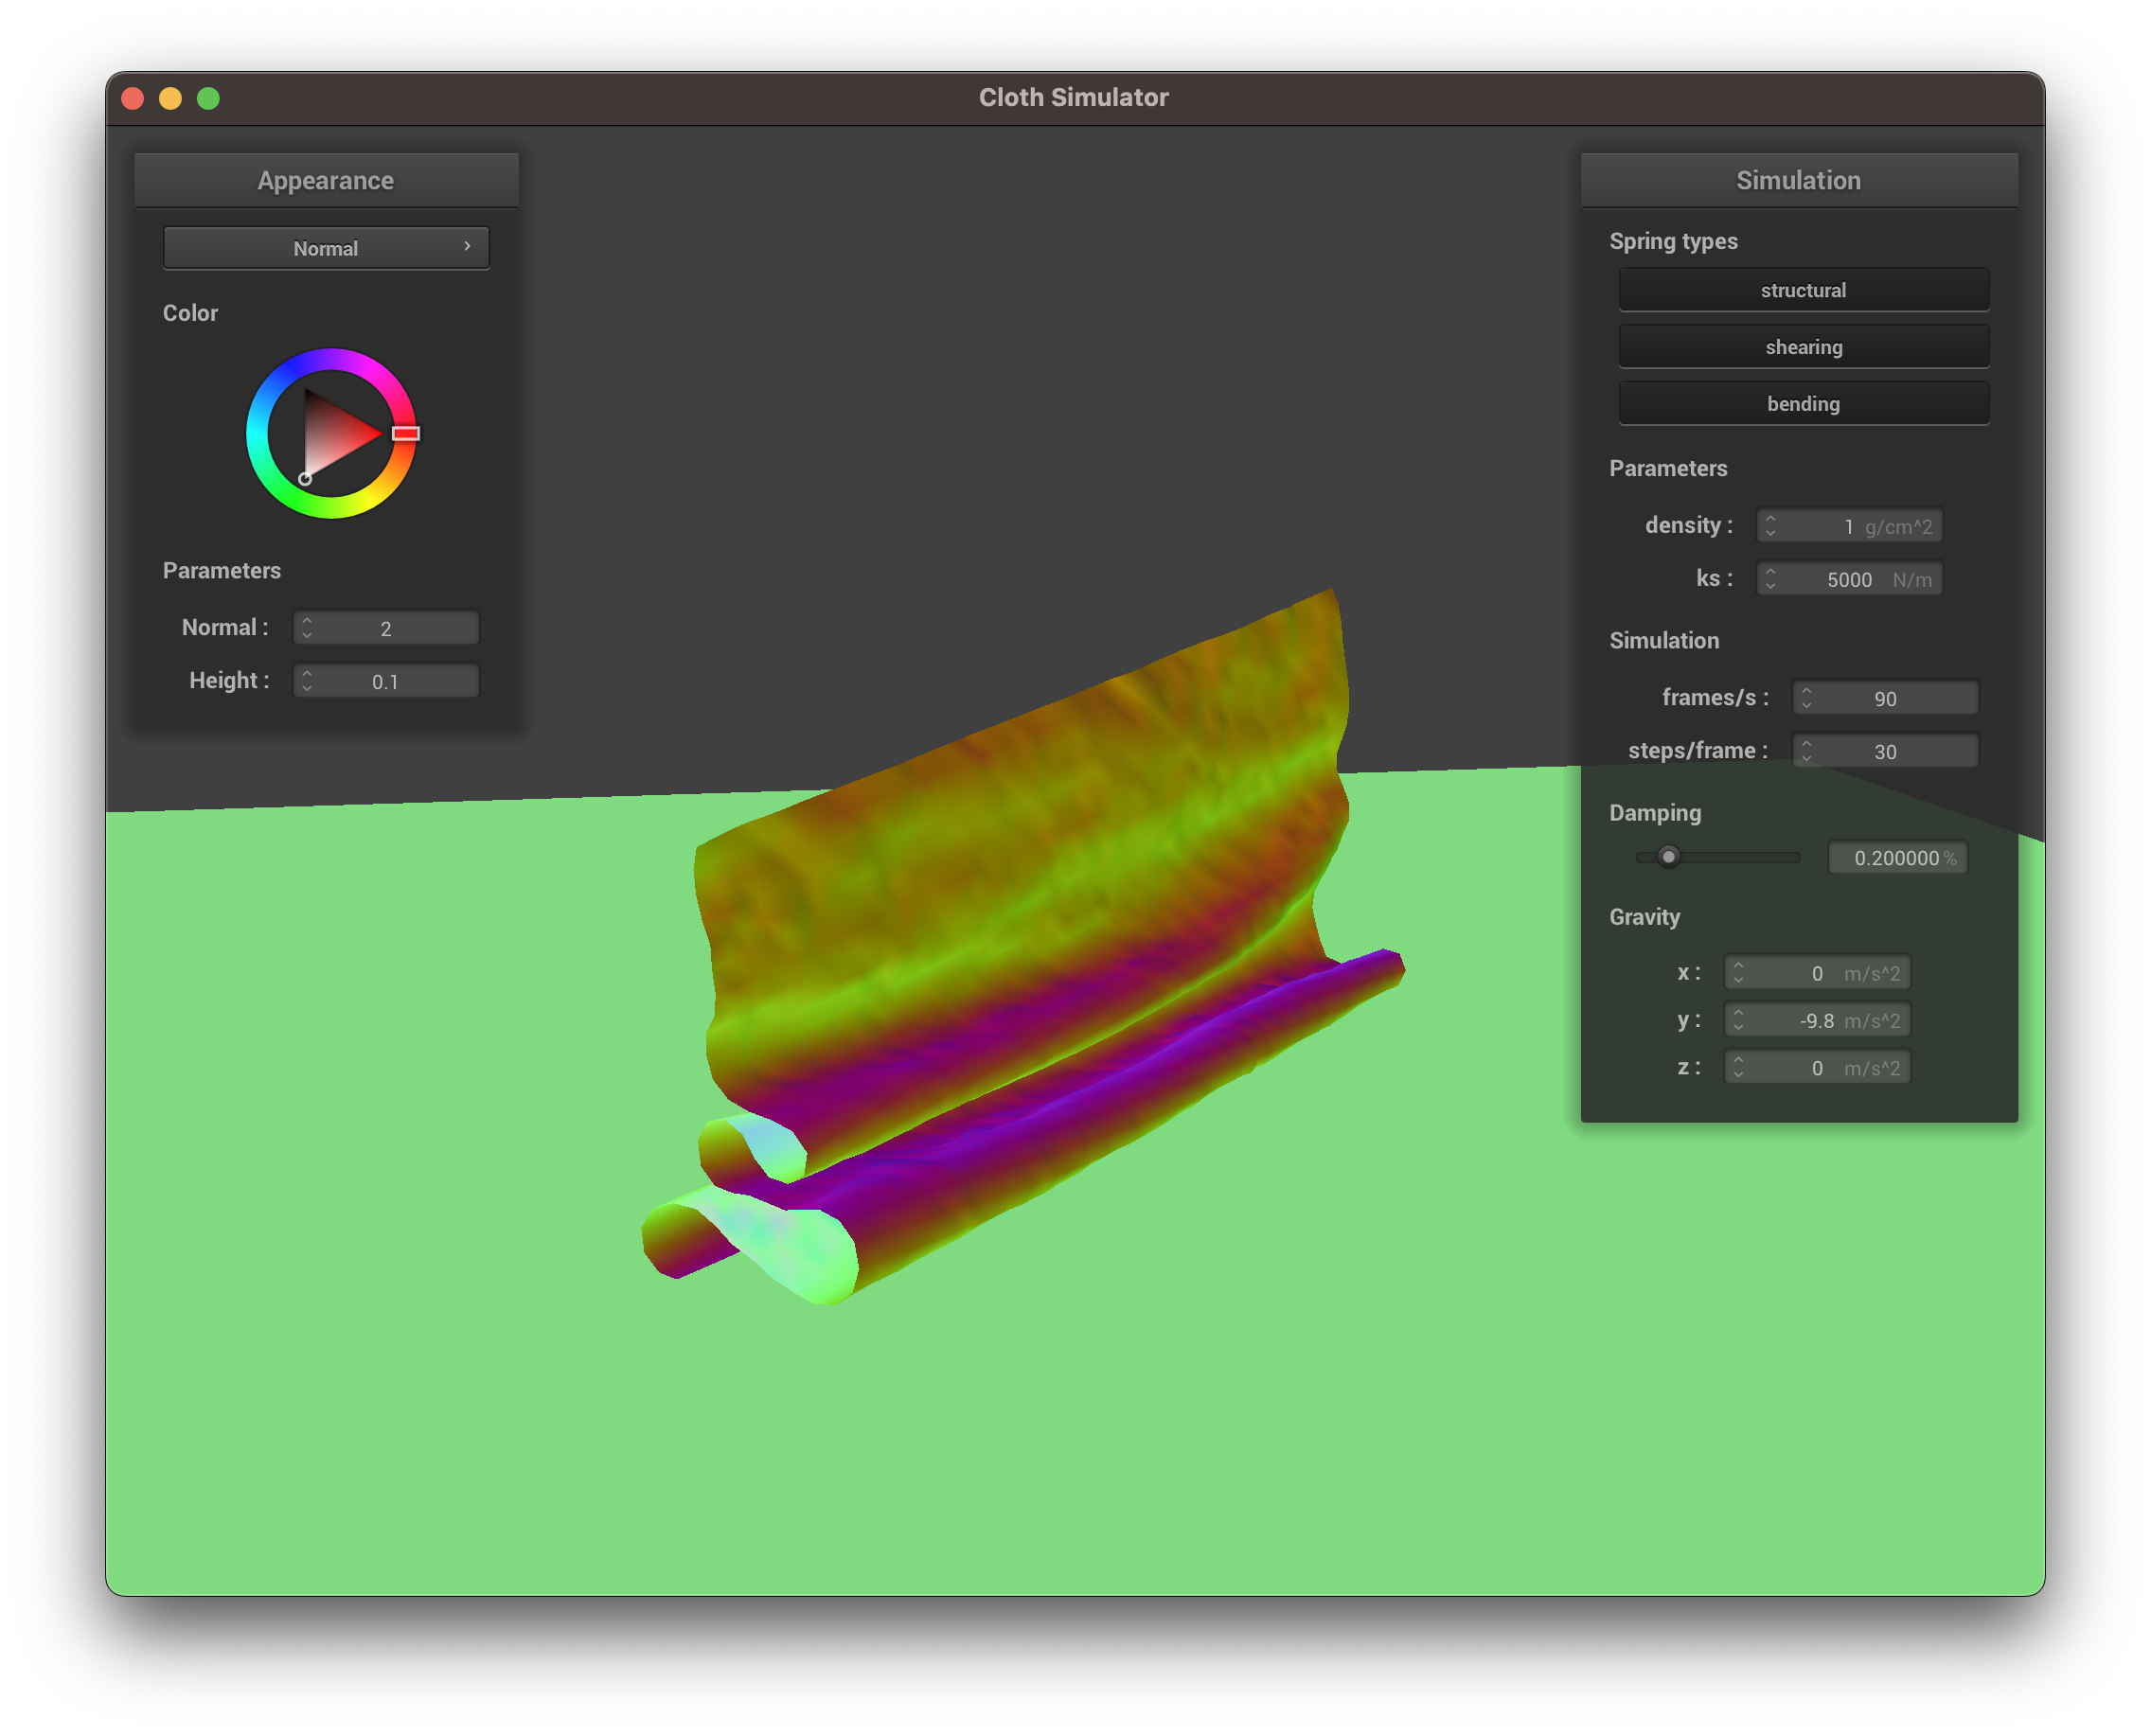 Cloth Simulator
Appearance
Normal
Color
Parameters
Normal : 2
Height : 0.1
Simulation
Spring types
structural
shearing
bending
Parameters
density : 1 g/cm^2
ks : 5000 N/m
Simulation
frames/s : 90
steps/frame : 30
Damping
0.200000 %
Gravity
x : 0 m/s^2
y : -9.8 m/s^2
z : 0 m/s^2